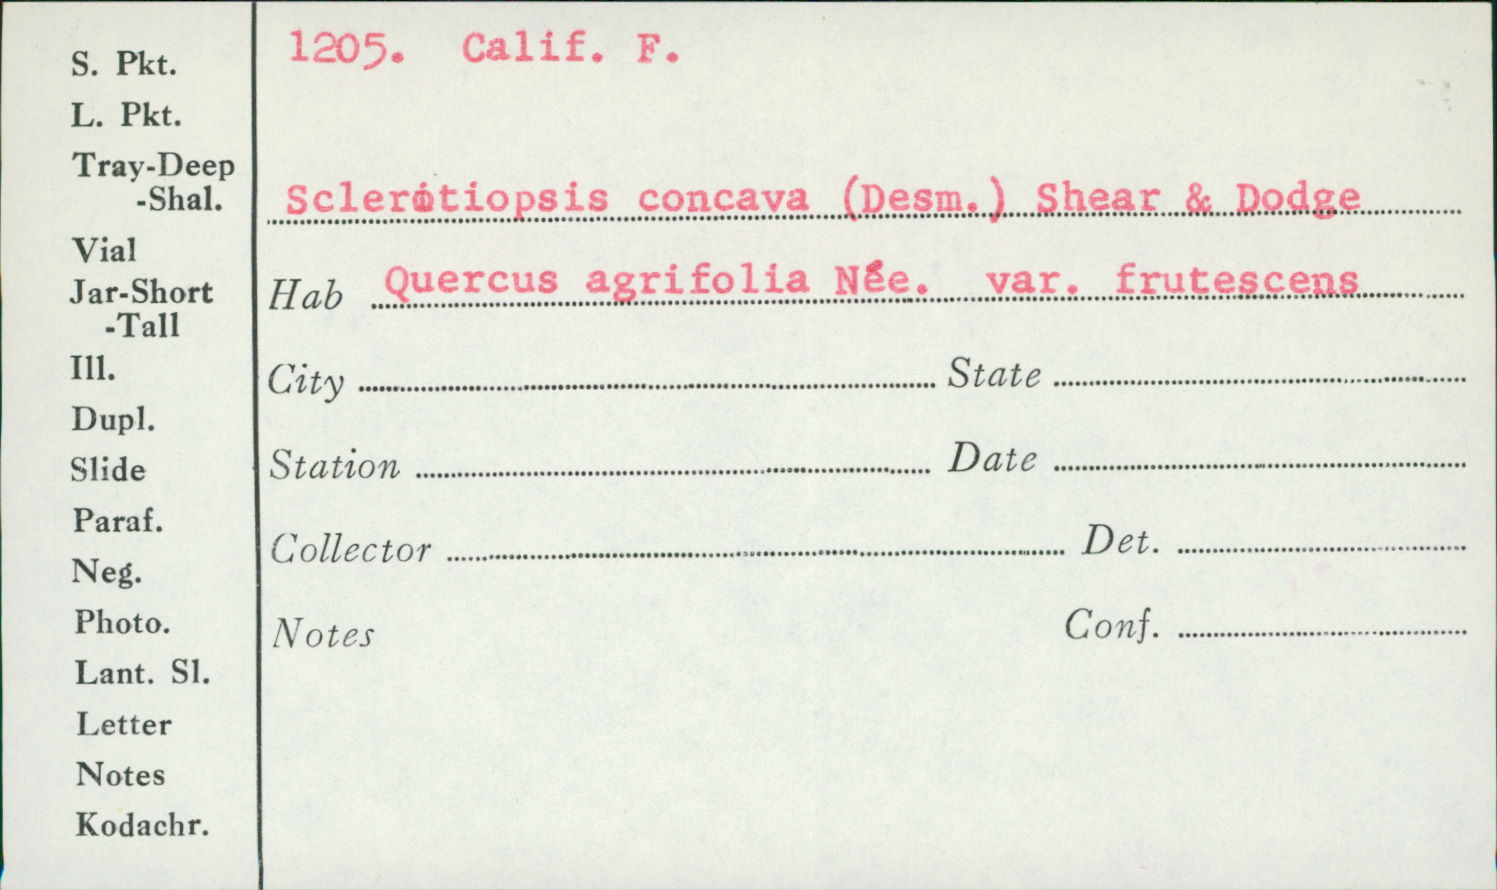 S. Pkt.
L. Pkt.
Tray-Deep
-Shal.
Vial
Jar-Short
-Tall
Ill.
Dupl.
Slide
Paraf.
Neg.
Photo.
Lant. Sl.
Letter
Notes
Kodachr.
1205. Calif. F.
Sclerotiopsis concava (Desm.) Shear & Dodge
Hab Quercus agrifolia Née. var. frutescens
City State
Station Date
Collector Det.
Notes Conf.